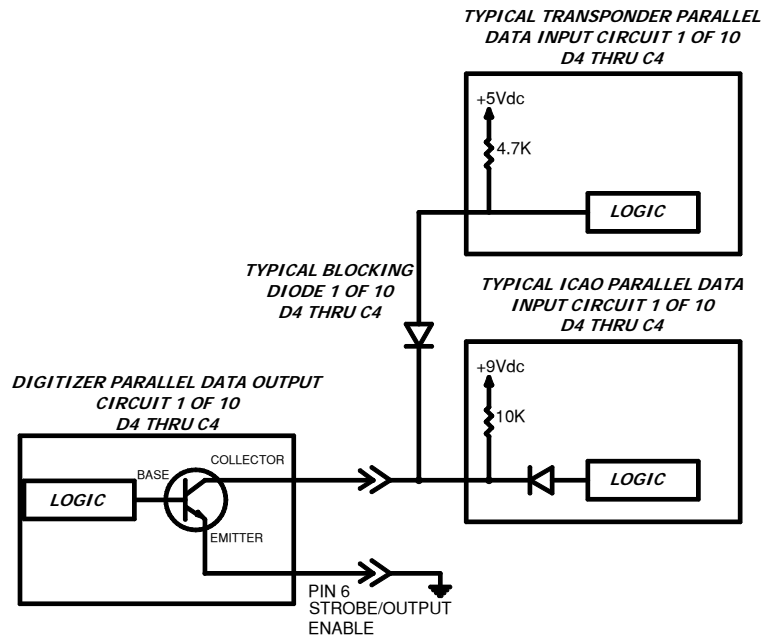 TYPICAL TRANSPONDER PARALLEL
DATA INPUT CIRCUIT 1 OF 10
D4 THRU C4
+5Vdc
4.7K
LOGIC
TYPICAL BLOCKING
DIODE 1 OF 10
D4 THRU C4
TYPICAL ICAO PARALLEL DATA
INPUT CIRCUIT 1 OF 10
D4 THRU C4
+9Vdc
10K
LOGIC
DIGITIZER PARALLEL DATA OUTPUT
CIRCUIT 1 OF 10
D4 THRU C4
COLLECTOR
BASE
LOGIC
EMITTER
PIN 6
STROBE/OUTPUT
ENABLE